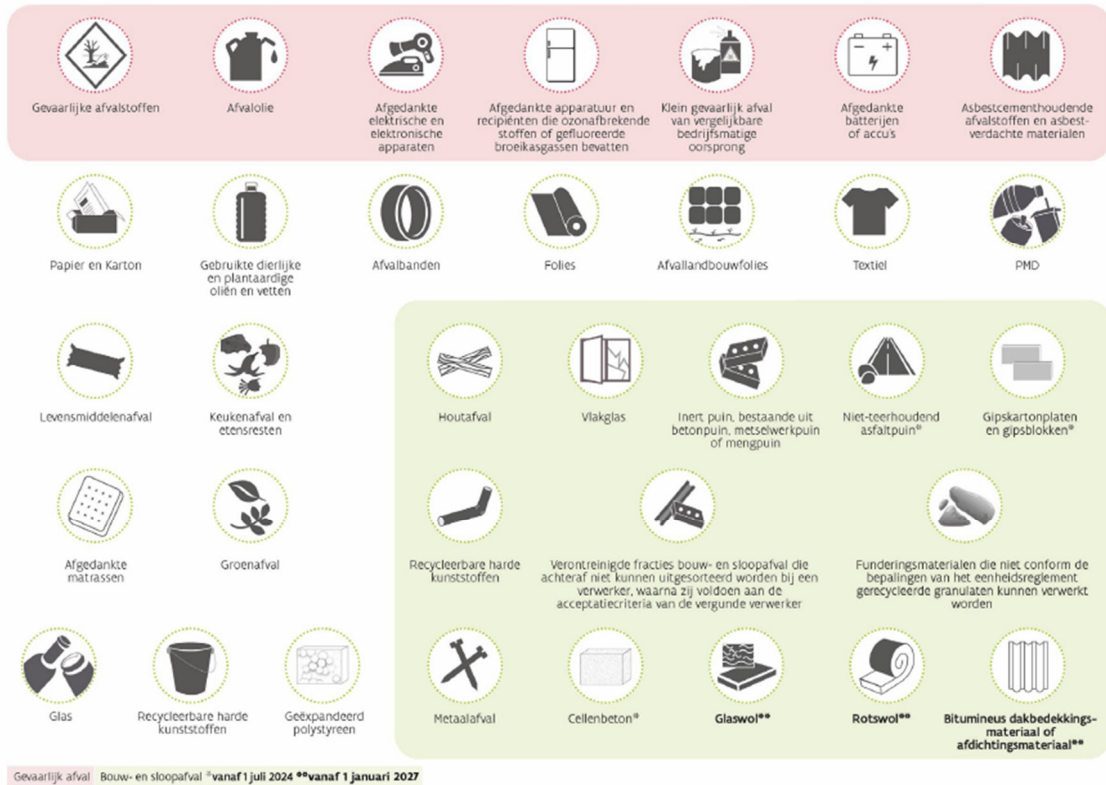 Gevaarlijke afvalstoffen
Afvalolie
Afgedankte
elektrische en
elektronische
apparaten
Afgedankte apparatuur en
recipiënten die ozonafbrekende
stoffen of gefluoreerde
broeikasgassen bevatten
Klein gevaarlijk afval
van vergelijkbare
bedrijfsmatige
oorsprong
Afgedankte
batterijen
of accu's
Asbestcementhoudende
afvalstoffen en asbest-
verdachte materialen
Papier en Karton
Gebruikte dierlijke
en plantaardige
oliën en vetten
Afvalbanden
Folies
Afvallandbouwfolies
Textiel
PMD
Levensmiddelenafval
Keukenafval en
etensresten
Houtafval
Vlakglas
Inert puin, bestaande uit
betonpuin, metselwerkpuin
of mengpuin
Niet-teerhoudend
asfaltpuin*
Gipskartonplaten
en gipsblokken*
Afgedankte
matrassen
Groenafval
Recycleerbare harde
kunststoffen
Verontreinigde fracties bouw- en sloopafval die
achteraf niet kunnen uitgesorteerd worden bij een
verwerker, waarna zij voldoen aan de
acceptatiecriteria van de vergunde verwerker
Funderingsmaterialen die niet conform de
bepalingen van het eenheidsreglement
gerecycleerde granulaten kunnen verwerkt
worden
Glas
Recycleerbare harde
kunststoffen
Geëxpandeerd
polystyreen
Metaalafval
Cellenbeton*
Glaswol**
Rotswol**
Bitumineus dakbedekkings-
materiaal of
afdichtingsmateriaal**
Gevaarlijk afval Bouw- en sloopafval *vanaf 1 juli 2024 **vanaf 1 januari 2027